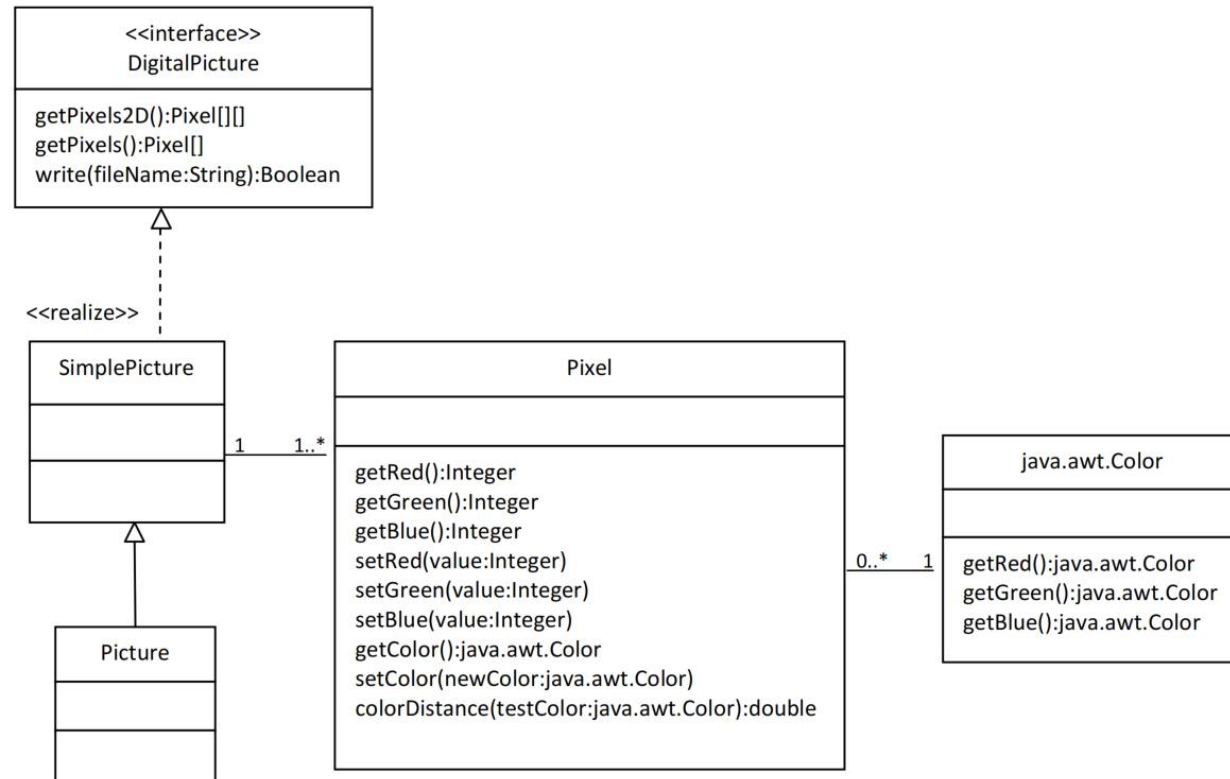 <<interface>>
DigitalPicture
getPixels2D():Pixel[][]
getPixels():Pixel[]
write(fileName:String):Boolean
<<realize>>
SimplePicture
1
1..*
Pixel
getRed():Integer
getGreen():Integer
getBlue():Integer
setRed(value:Integer)
setGreen(value:Integer)
setBlue(value:Integer)
getColor():java.awt.Color
setColor(newColor:java.awt.Color)
colorDistance(testColor:java.awt.Color):double
0..*
1
java.awt.Color
getRed():java.awt.Color
getGreen():java.awt.Color
getBlue():java.awt.Color
Picture